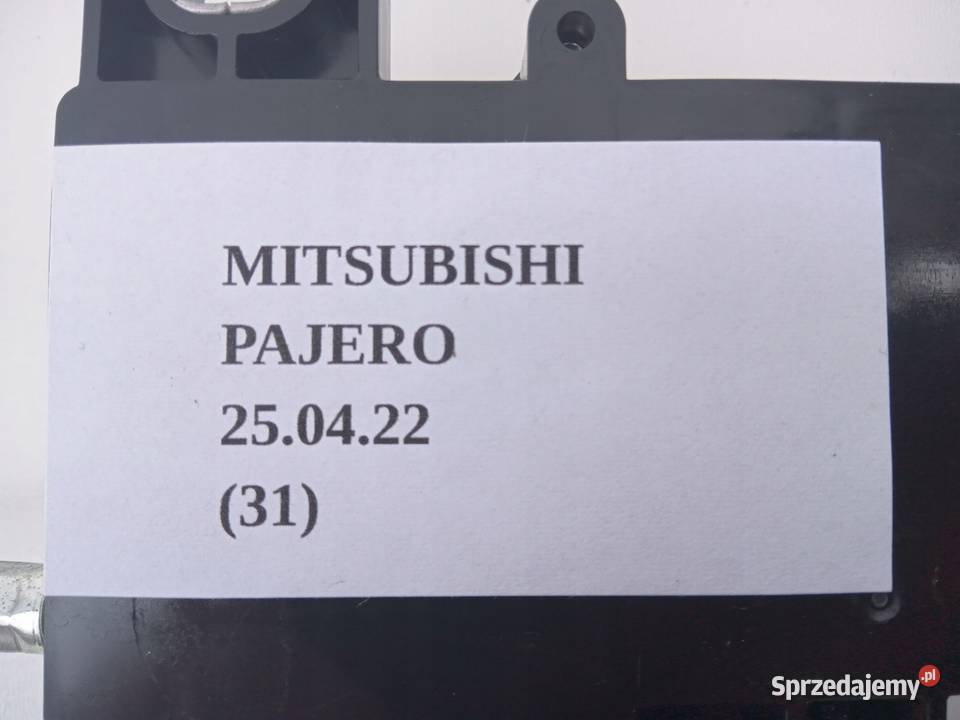 MITSUBISHI
PAJERO
25.04.22
(31)
Sprzedajemy.pl